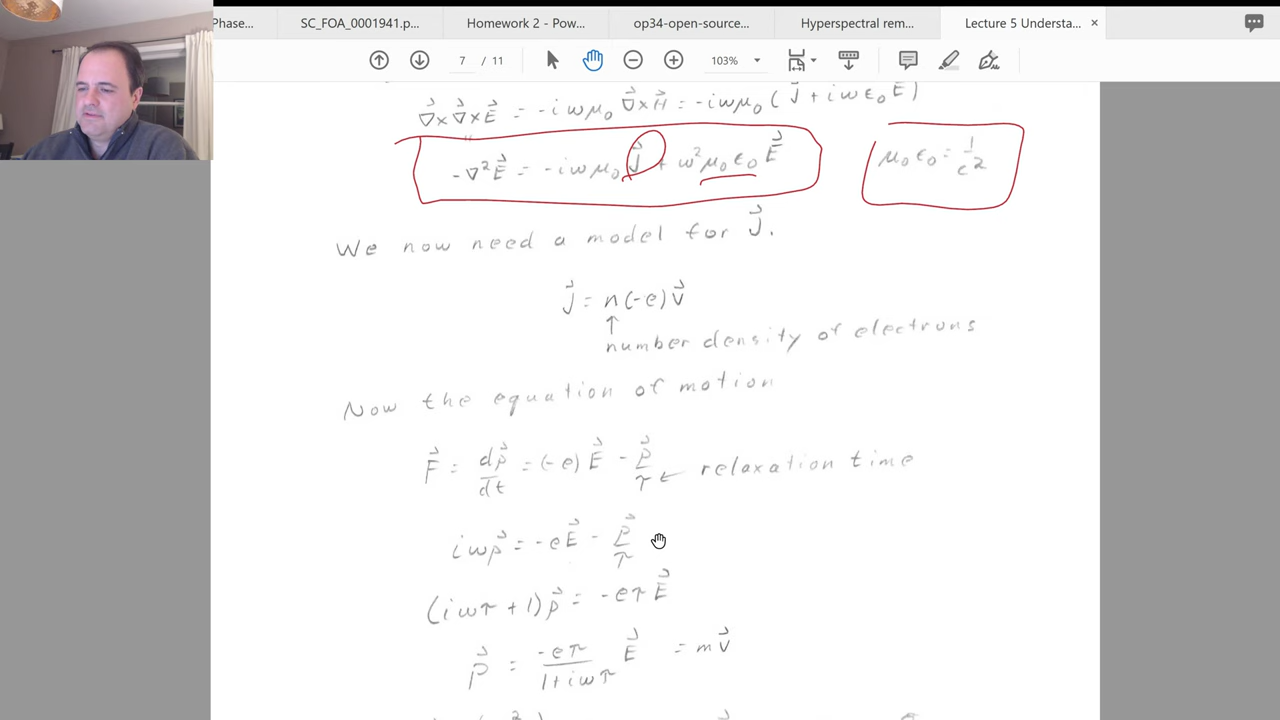 Phase... SC_FOA_0001941.p... Homework 2 - Pow... op34-open-source... Hyperspectral rem... Lecture 5 Understa... ×
7 / 11 103%
∇⃗×∇⃗×E⃗ = -iωμ₀ ∇⃗×H⃗ = -iωμ₀(J⃗+iωε₀E⃗)
-∇²E⃗ = -iωμ₀J⃗ + ω²μ₀ε₀E⃗
μ₀ε₀ = 1/c²
We now need a model for J⃗.
J⃗ = n(-e)v⃗
↑
number density of electrons
Now the equation of motion
F⃗ = dp⃗/dt = (-e)E⃗ - p⃗/τ ← relaxation time
iωp⃗ = -eE⃗ - p⃗/τ
(iωτ+1)p⃗ = -eτE⃗
p⃗ = -eτ/1+iωτ E⃗ = mv⃗